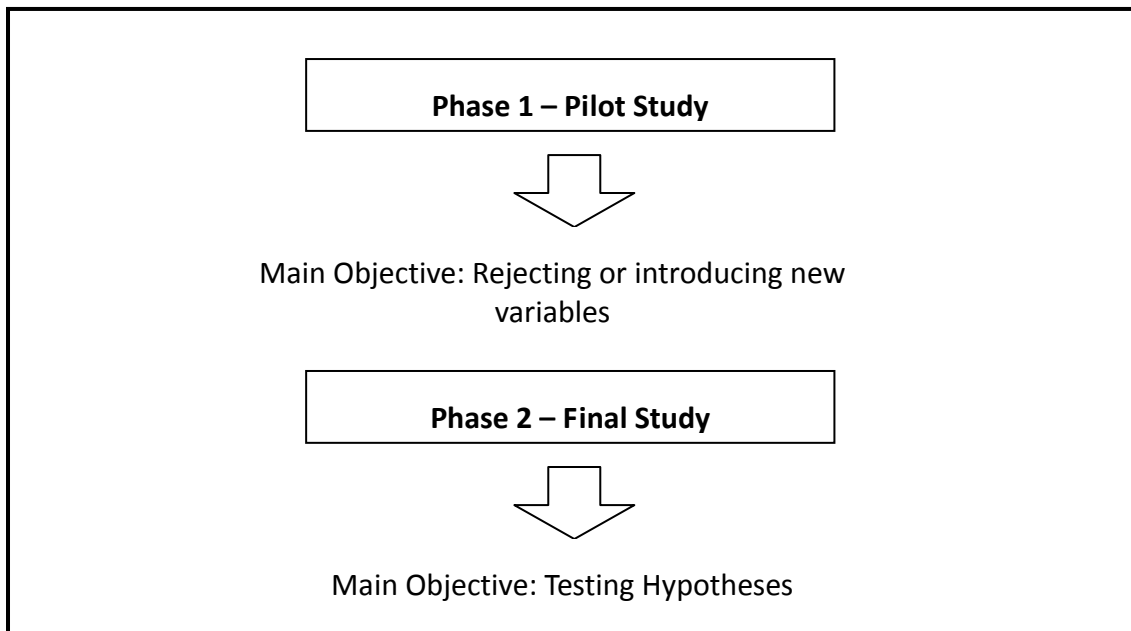 Phase 1 – Pilot Study
Main Objective: Rejecting or introducing new
variables
Phase 2 – Final Study
Main Objective: Testing Hypotheses